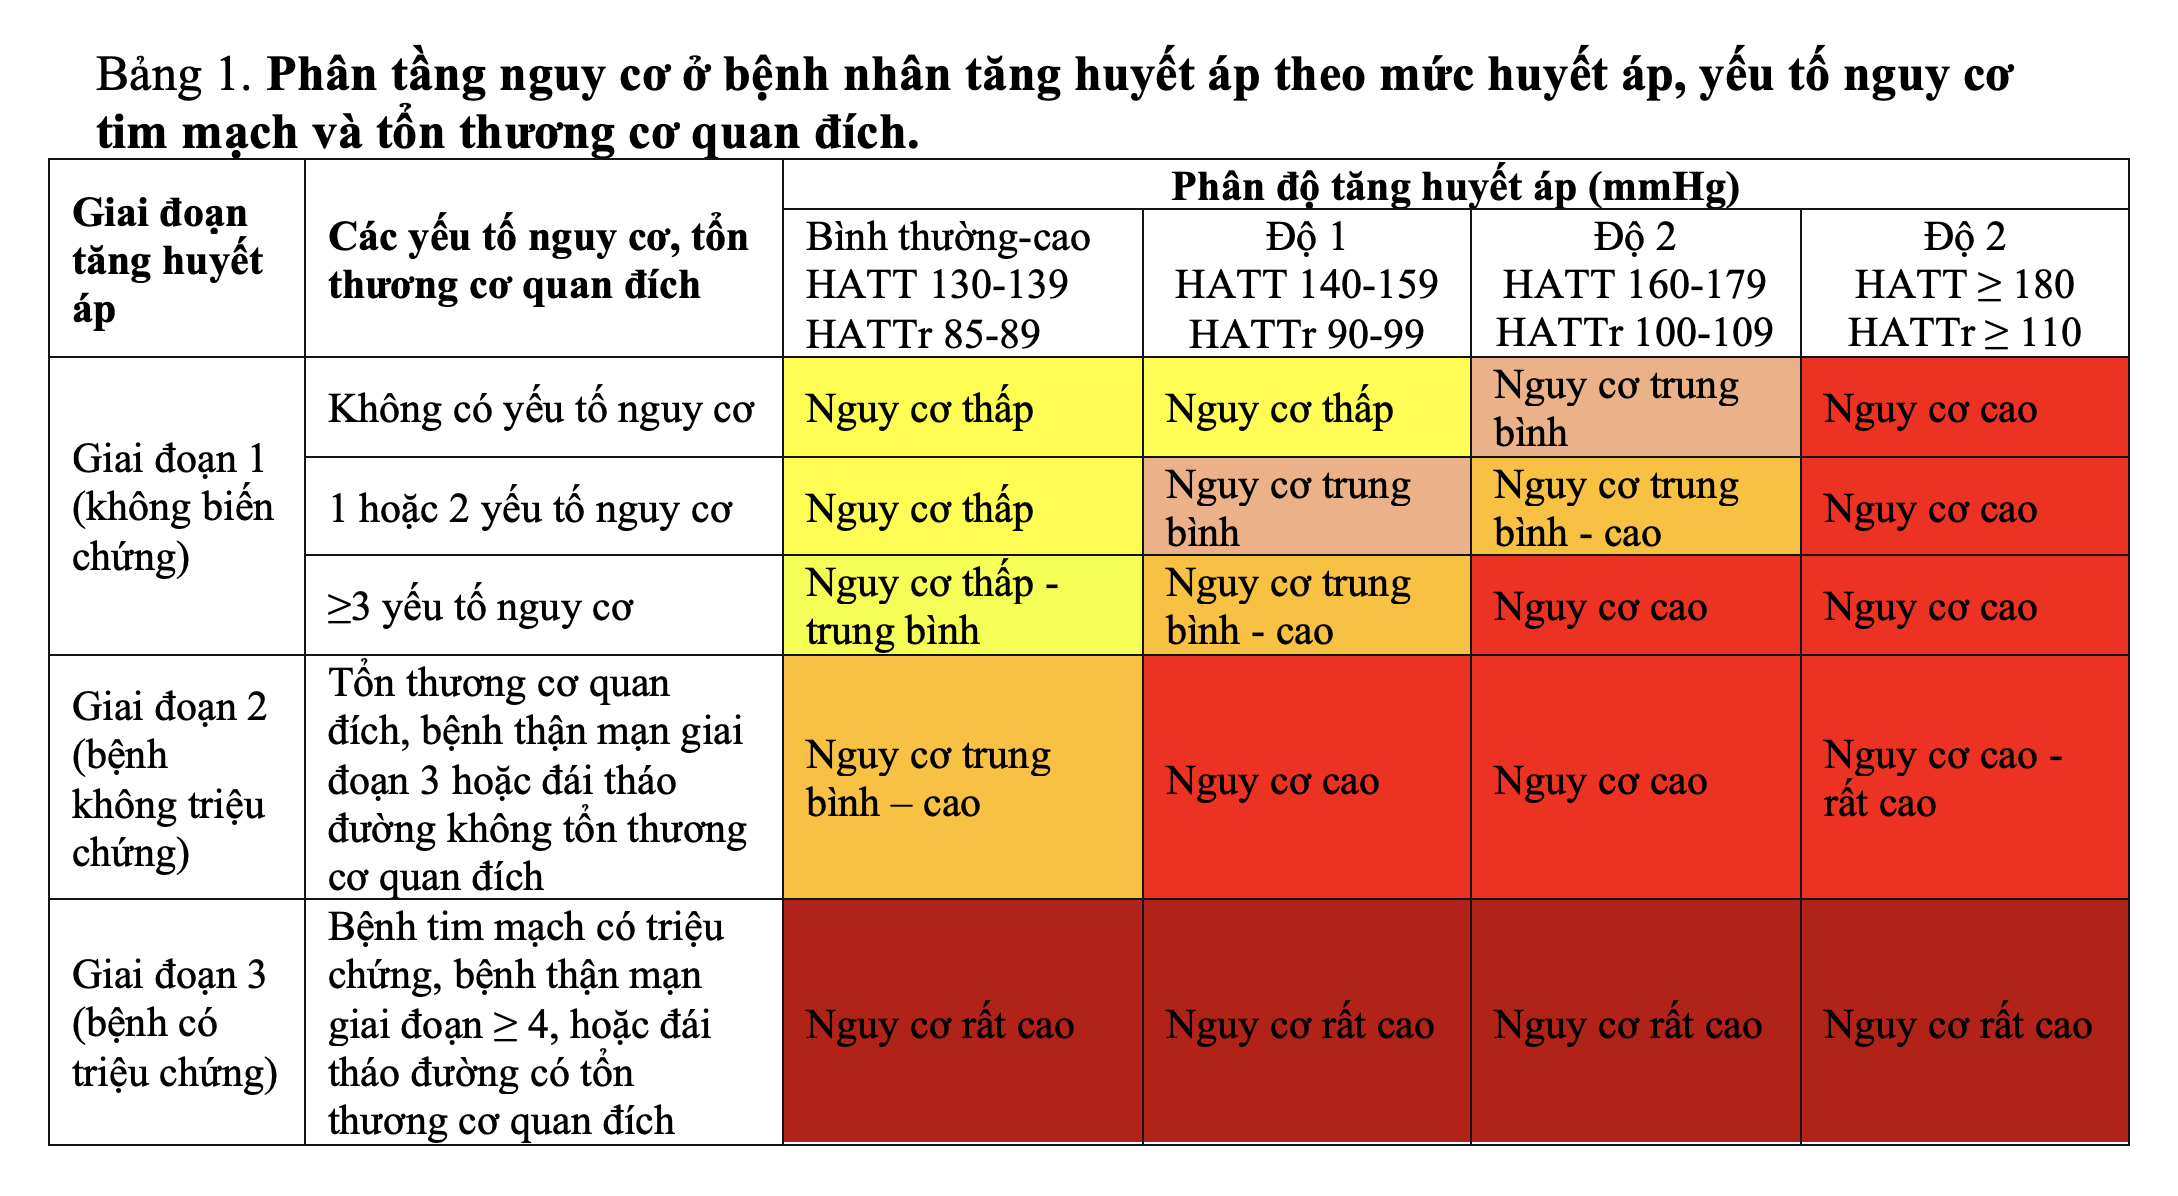 Bảng 1. Phân tầng nguy cơ ở bệnh nhân tăng huyết áp theo mức huyết áp, yếu tố nguy cơ
tim mạch và tổn thương cơ quan đích.
Giai đoạn
tăng huyết
áp
Các yếu tố nguy cơ, tổn
thương cơ quan đích
Phân độ tăng huyết áp (mmHg)
Bình thường-cao
HATT 130-139
HATTr 85-89
Độ 1
HATT 140-159
HATTr 90-99
Độ 2
HATT 160-179
HATTr 100-109
Độ 2
HATT ≥ 180
HATTr ≥ 110
Giai đoạn 1
(không biến
chứng)
Không có yếu tố nguy cơ
Nguy cơ thấp
Nguy cơ thấp
Nguy cơ trung
bình
Nguy cơ cao
1 hoặc 2 yếu tố nguy cơ
Nguy cơ thấp
Nguy cơ trung
bình
Nguy cơ trung
bình - cao
Nguy cơ cao
≥3 yếu tố nguy cơ
Nguy cơ thấp -
trung bình
Nguy cơ trung
bình - cao
Nguy cơ cao
Nguy cơ cao
Giai đoạn 2
(bệnh
không triệu
chứng)
Tổn thương cơ quan
đích, bệnh thận mạn giai
đoạn 3 hoặc đái tháo
đường không tổn thương
cơ quan đích
Nguy cơ trung
bình – cao
Nguy cơ cao
Nguy cơ cao
Nguy cơ cao -
rất cao
Giai đoạn 3
(bệnh có
triệu chứng)
Bệnh tim mạch có triệu
chứng, bệnh thận mạn
giai đoạn ≥ 4, hoặc đái
tháo đường có tổn
thương cơ quan đích
Nguy cơ rất cao
Nguy cơ rất cao
Nguy cơ rất cao
Nguy cơ rất cao